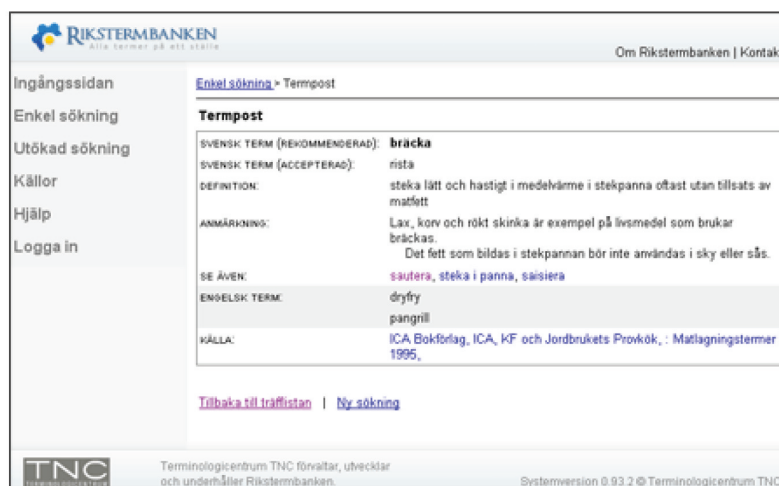 RIKSTERMBANKEN
Alla termer på ett ställe
Om Rikstermbanken | Kontak
Ingångssidan
Enkel sökning
Utökad sökning
Källor
Hjälp
Logga in
Enkel sökning > Termpost
Termpost
SVENSK TERM (REKOMMENDERAD): bräcka
SVENSK TERM (ACCEPTERAD): rista
DEFINITION: steka lätt och hastigt i medelvärme i stekpanna oftast utan tillsats av
matfett
ANMÄRKNING: Lax, korv och rökt skinka är exempel på livsmedel som brukar
bräckas.
Det fett som bildas i stekpannan bör inte användas i sky eller sås.
SE ÄVEN: sautera, steka i panna, saisiera
ENGELSK TERM: dryfry
pangrill
KÄLLA: ICA Bokförlag, ICA, KF och Jordbrukets Provkök, : Matlagningstermer
1995,
Tillbaka till träfflistan | Ny sökning
TNC
TERMINOLOGICENTRUM
Terminologicentrum TNC förvaltar, utvecklar
och underhåller Rikstermbanken.
Systemversion 0.93.2 © Terminologicentrum TNC